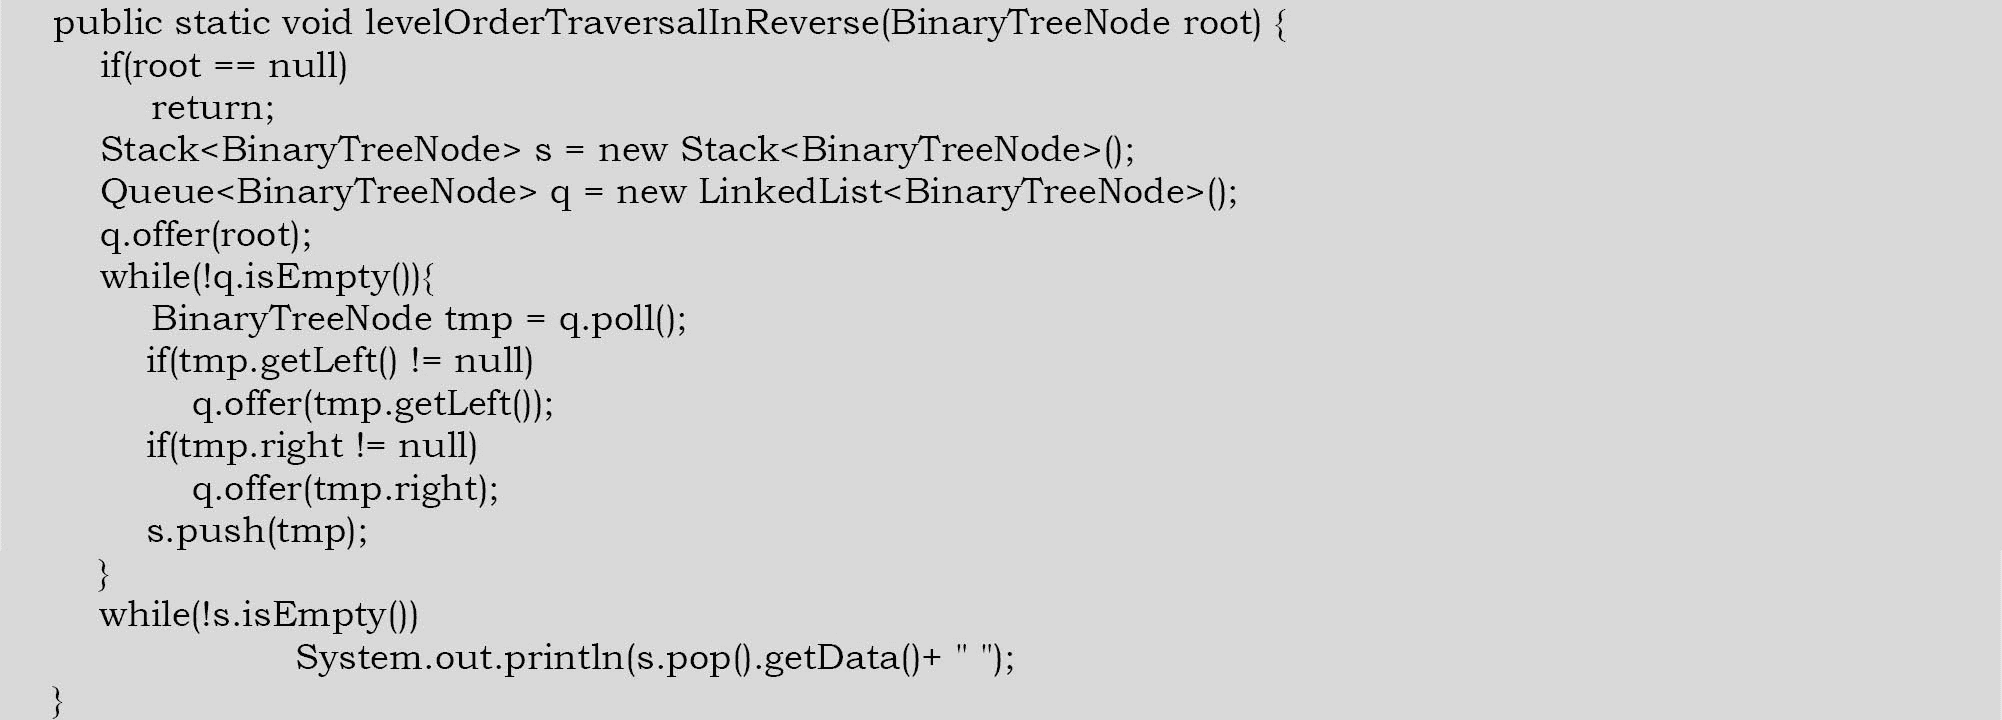 public static void levelOrderTraversalInReverse(BinaryTreeNode root) {
if(root == null)
return;
Stack<BinaryTreeNode> s = new Stack<BinaryTreeNode>();
Queue<BinaryTreeNode> q = new LinkedList<BinaryTreeNode>();
q.offer(root);
while(!q.isEmpty()){
BinaryTreeNode tmp = q.poll();
if(tmp.getLeft() != null)
q.offer(tmp.getLeft());
if(tmp.right != null)
q.offer(tmp.right);
s.push(tmp);
}
while(!s.isEmpty())
System.out.println(s.pop().getData()+ " ");
}